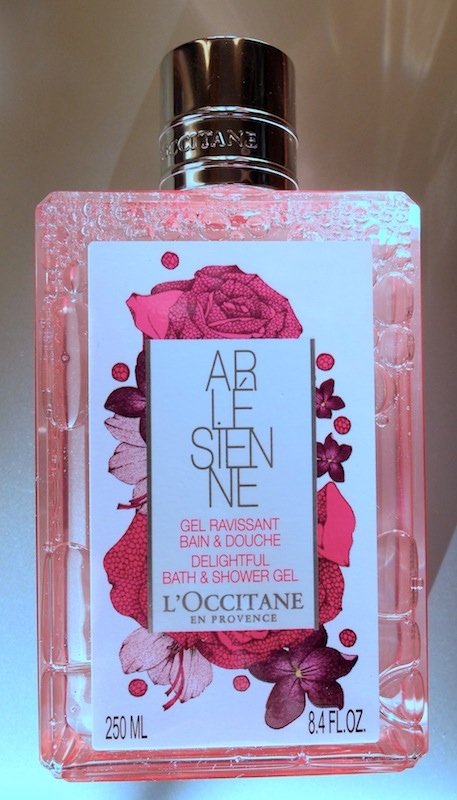 L'OCCITANE
AR
LÉ
SIEN
NE
GEL RAVISSANT
BAIN & DOUCHE
DELIGHTFUL
BATH & SHOWER GEL
L'OCCITANE
EN PROVENCE
250 ML 8.4 FL.OZ.